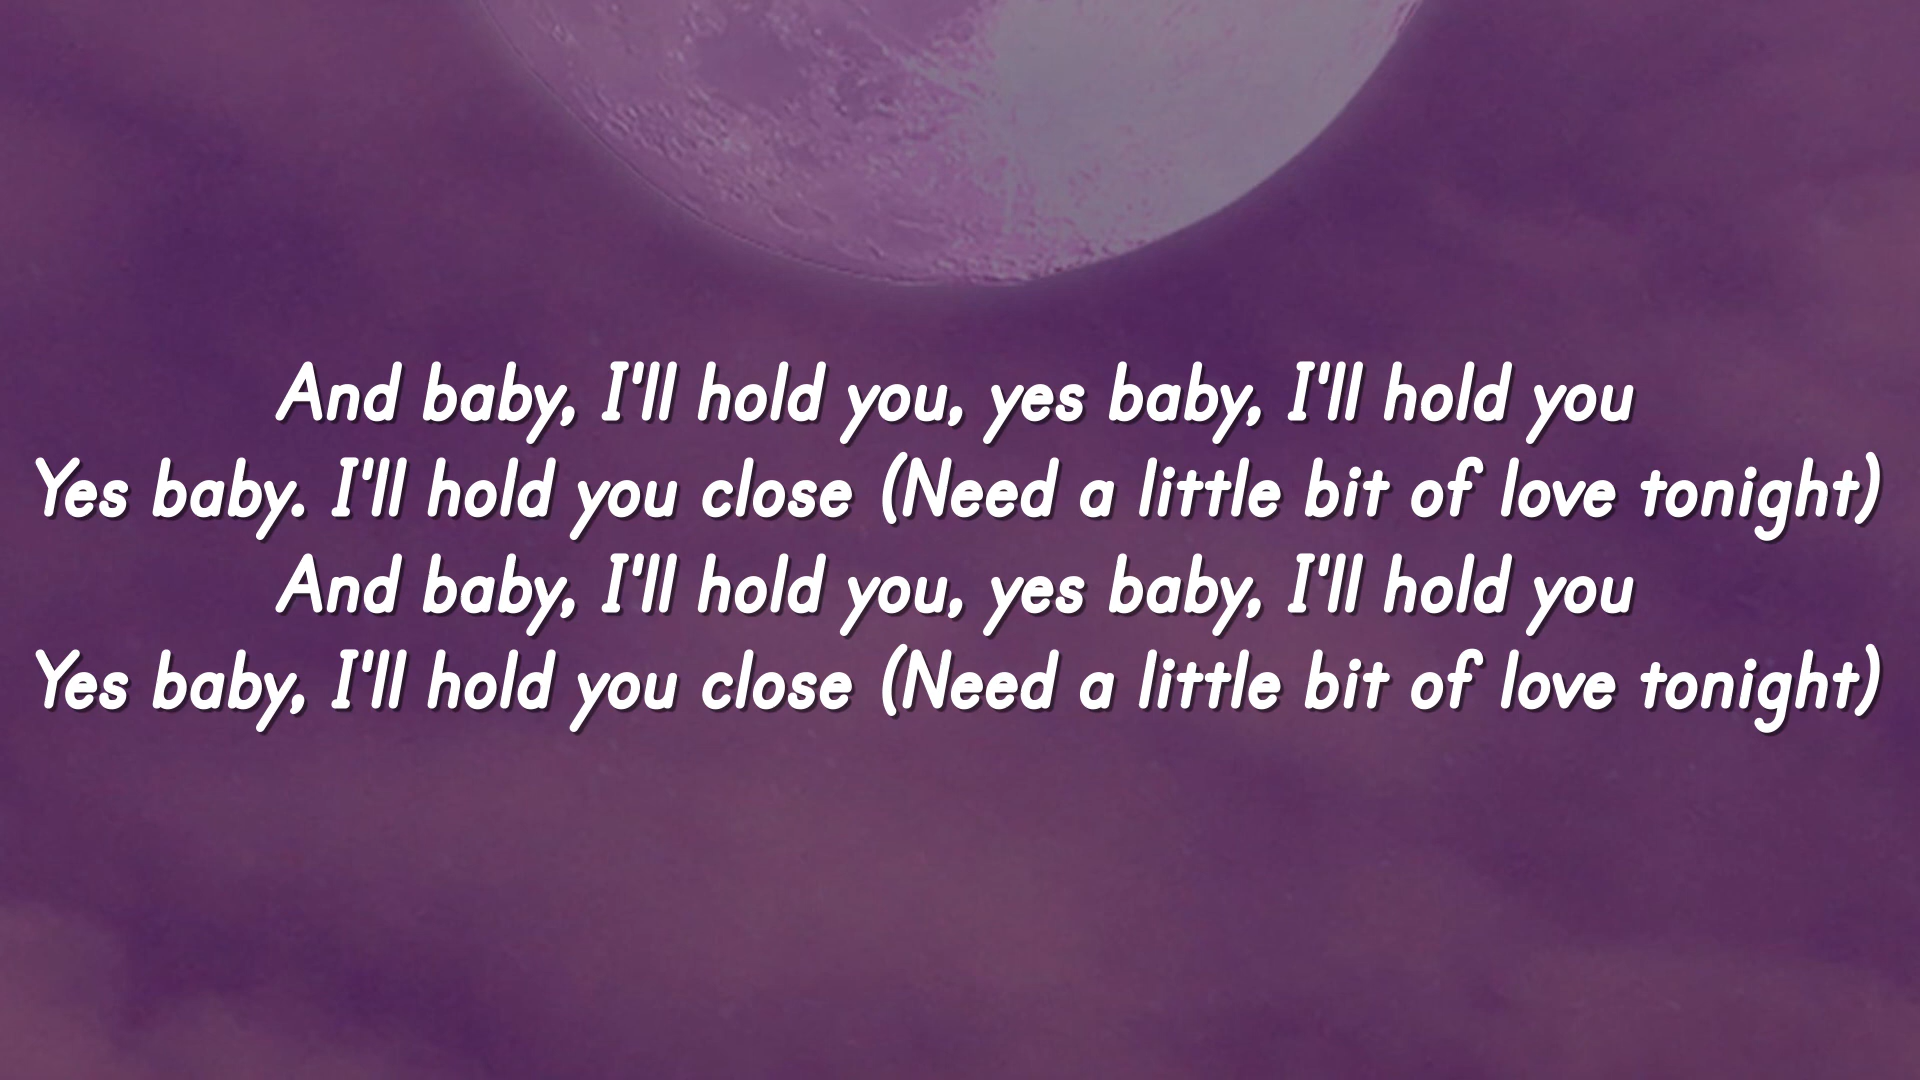 And baby, I'll hold you, yes baby, I'll hold you
Yes baby. I'll hold you close (Need a little bit of love tonight)
And baby, I'll hold you, yes baby, I'll hold you
Yes baby, I'll hold you close (Need a little bit of love tonight)